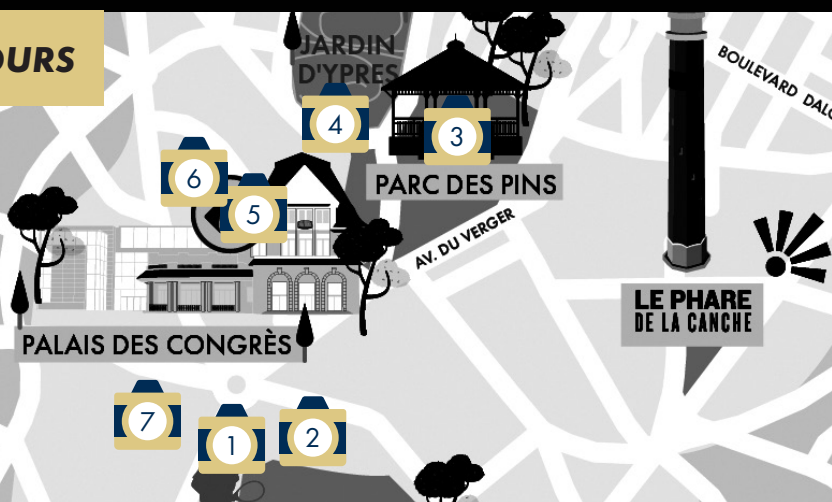 JARDIN
D'YPRES
OURS
BOULEVARD DALO
4
3
6
PARC DES PINS
5
AV. DU VERGER
LE PHARE
DE LA CANCHE
PALAIS DES CONGRÈS
7
1
2